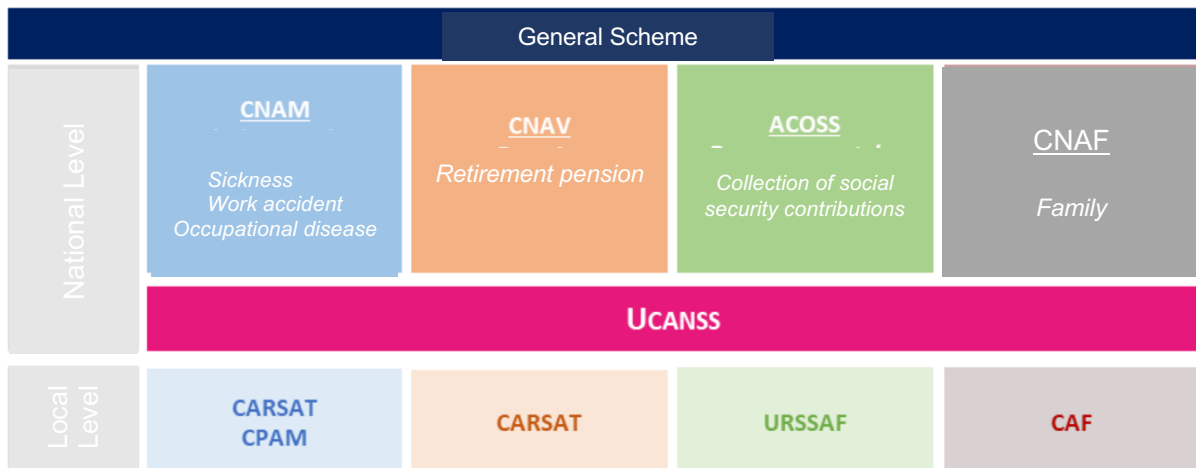 General Scheme
National Level
CNAM
Sickness
Work accident
Occupational disease
CNAV
Retirement pension
ACOSS
Collection of social
security contributions
CNAF
Family
UCANSS
Local
Level
CARSAT
CPAM
CARSAT
URSSAF
CAF